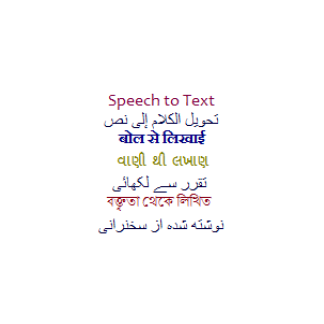 Speech to Text
تحويل الكلام إلى نص
बोल से लिखाई
વાણી થી લખાણ
تقرر سے لکھائی
বক্তৃতা থেকে লিখিত
نوشته شده از سخنرانی